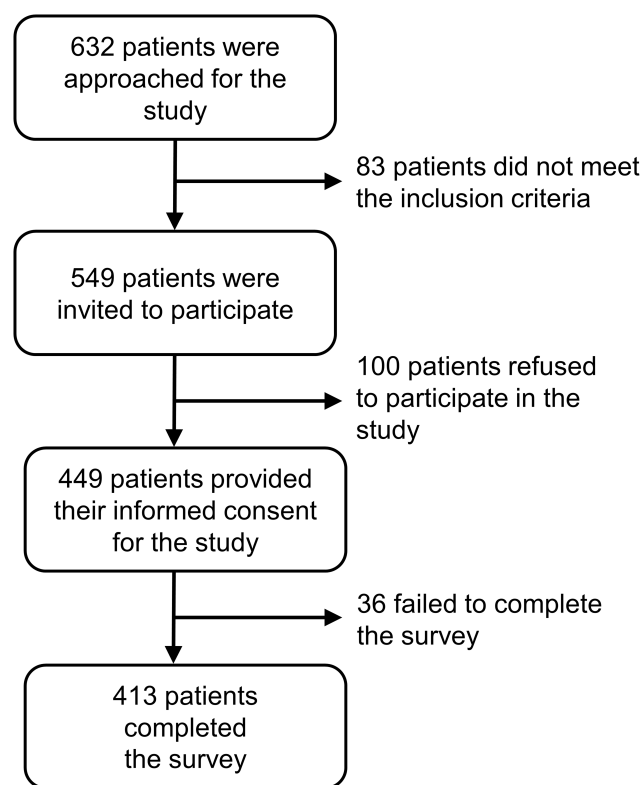 632 patients were
approached for the
study
83 patients did not meet
the inclusion criteria
549 patients were
invited to participate
100 patients refused
to participate in the
study
449 patients provided
their informed consent
for the study
36 failed to complete
the survey
413 patients
completed
the survey